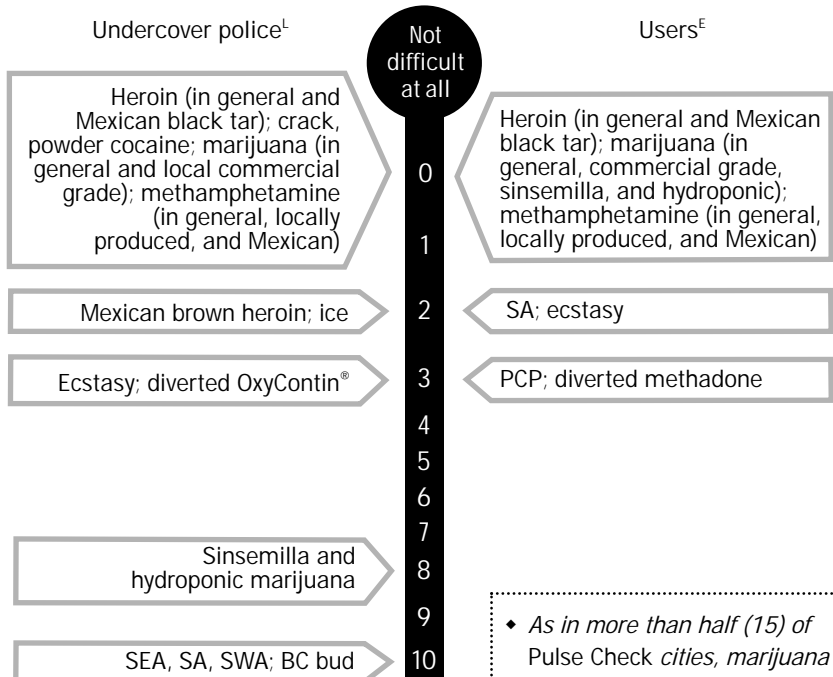 Undercover police^L
Not
difficult
at all
Users^E
Heroin (in general and
Mexican black tar); crack,
powder cocaine; marijuana (in
general and local commercial
grade); methamphetamine
(in general, locally
produced, and Mexican)
0
1
Heroin (in general and Mexican
black tar); marijuana (in
general, commercial grade,
sinsemilla, and hydroponic);
methamphetamine (in general,
locally produced, and Mexican)
Mexican brown heroin; ice
2
SA; ecstasy
Ecstasy; diverted OxyContin®
3
PCP; diverted methadone
4
5
6
7
Sinsemilla and
hydroponic marijuana
8
9
SEA, SA, SWA; BC bud
10
◆ As in more than half (15) of
Pulse Check cities, marijuana